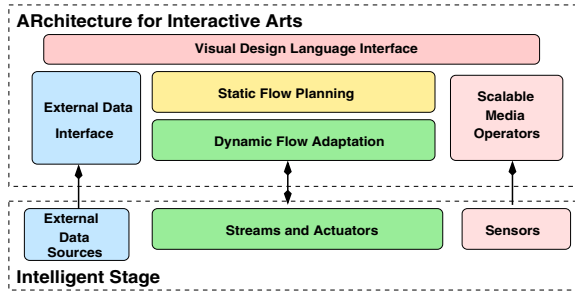 ARchitecture for Interactive Arts
Visual Design Language Interface
External Data
Interface
Static Flow Planning
Dynamic Flow Adaptation
Scalable
Media
Operators
External
Data
Sources
Streams and Actuators
Sensors
Intelligent Stage